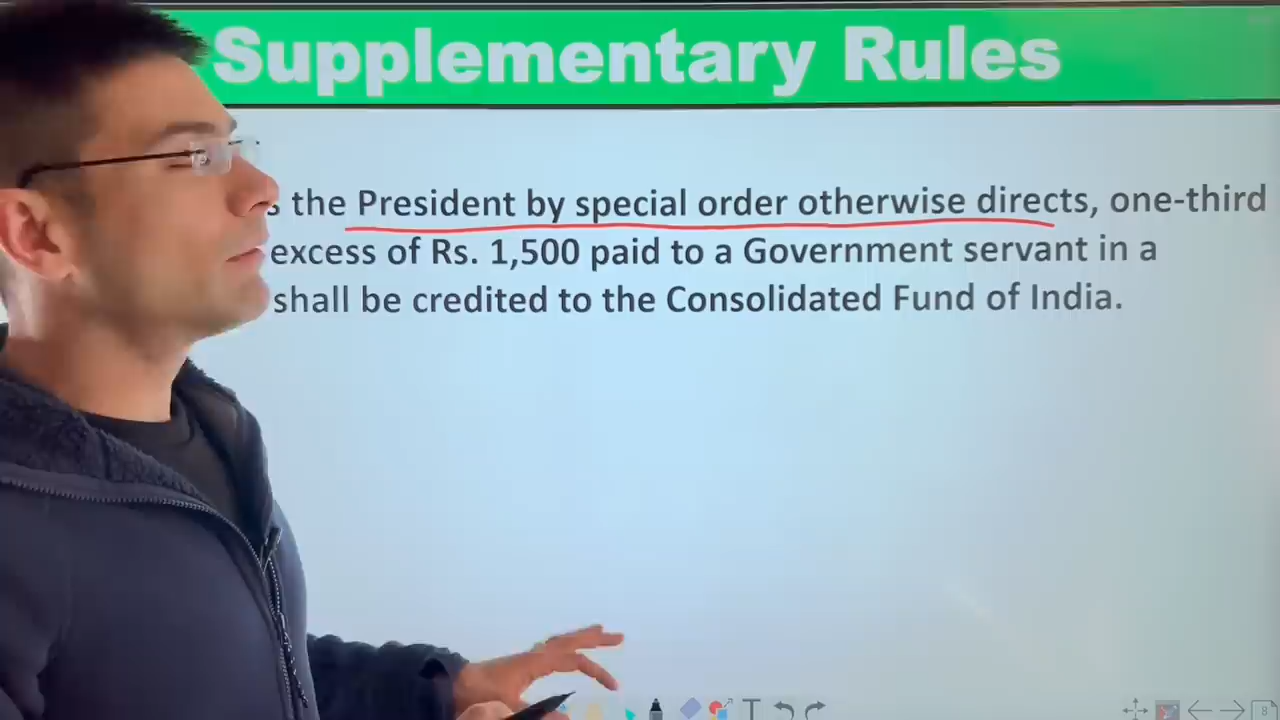 Supplementary Rules
the President by special order otherwise directs, one-third
excess of Rs. 1,500 paid to a Government servant in a
shall be credited to the Consolidated Fund of India.
T
8